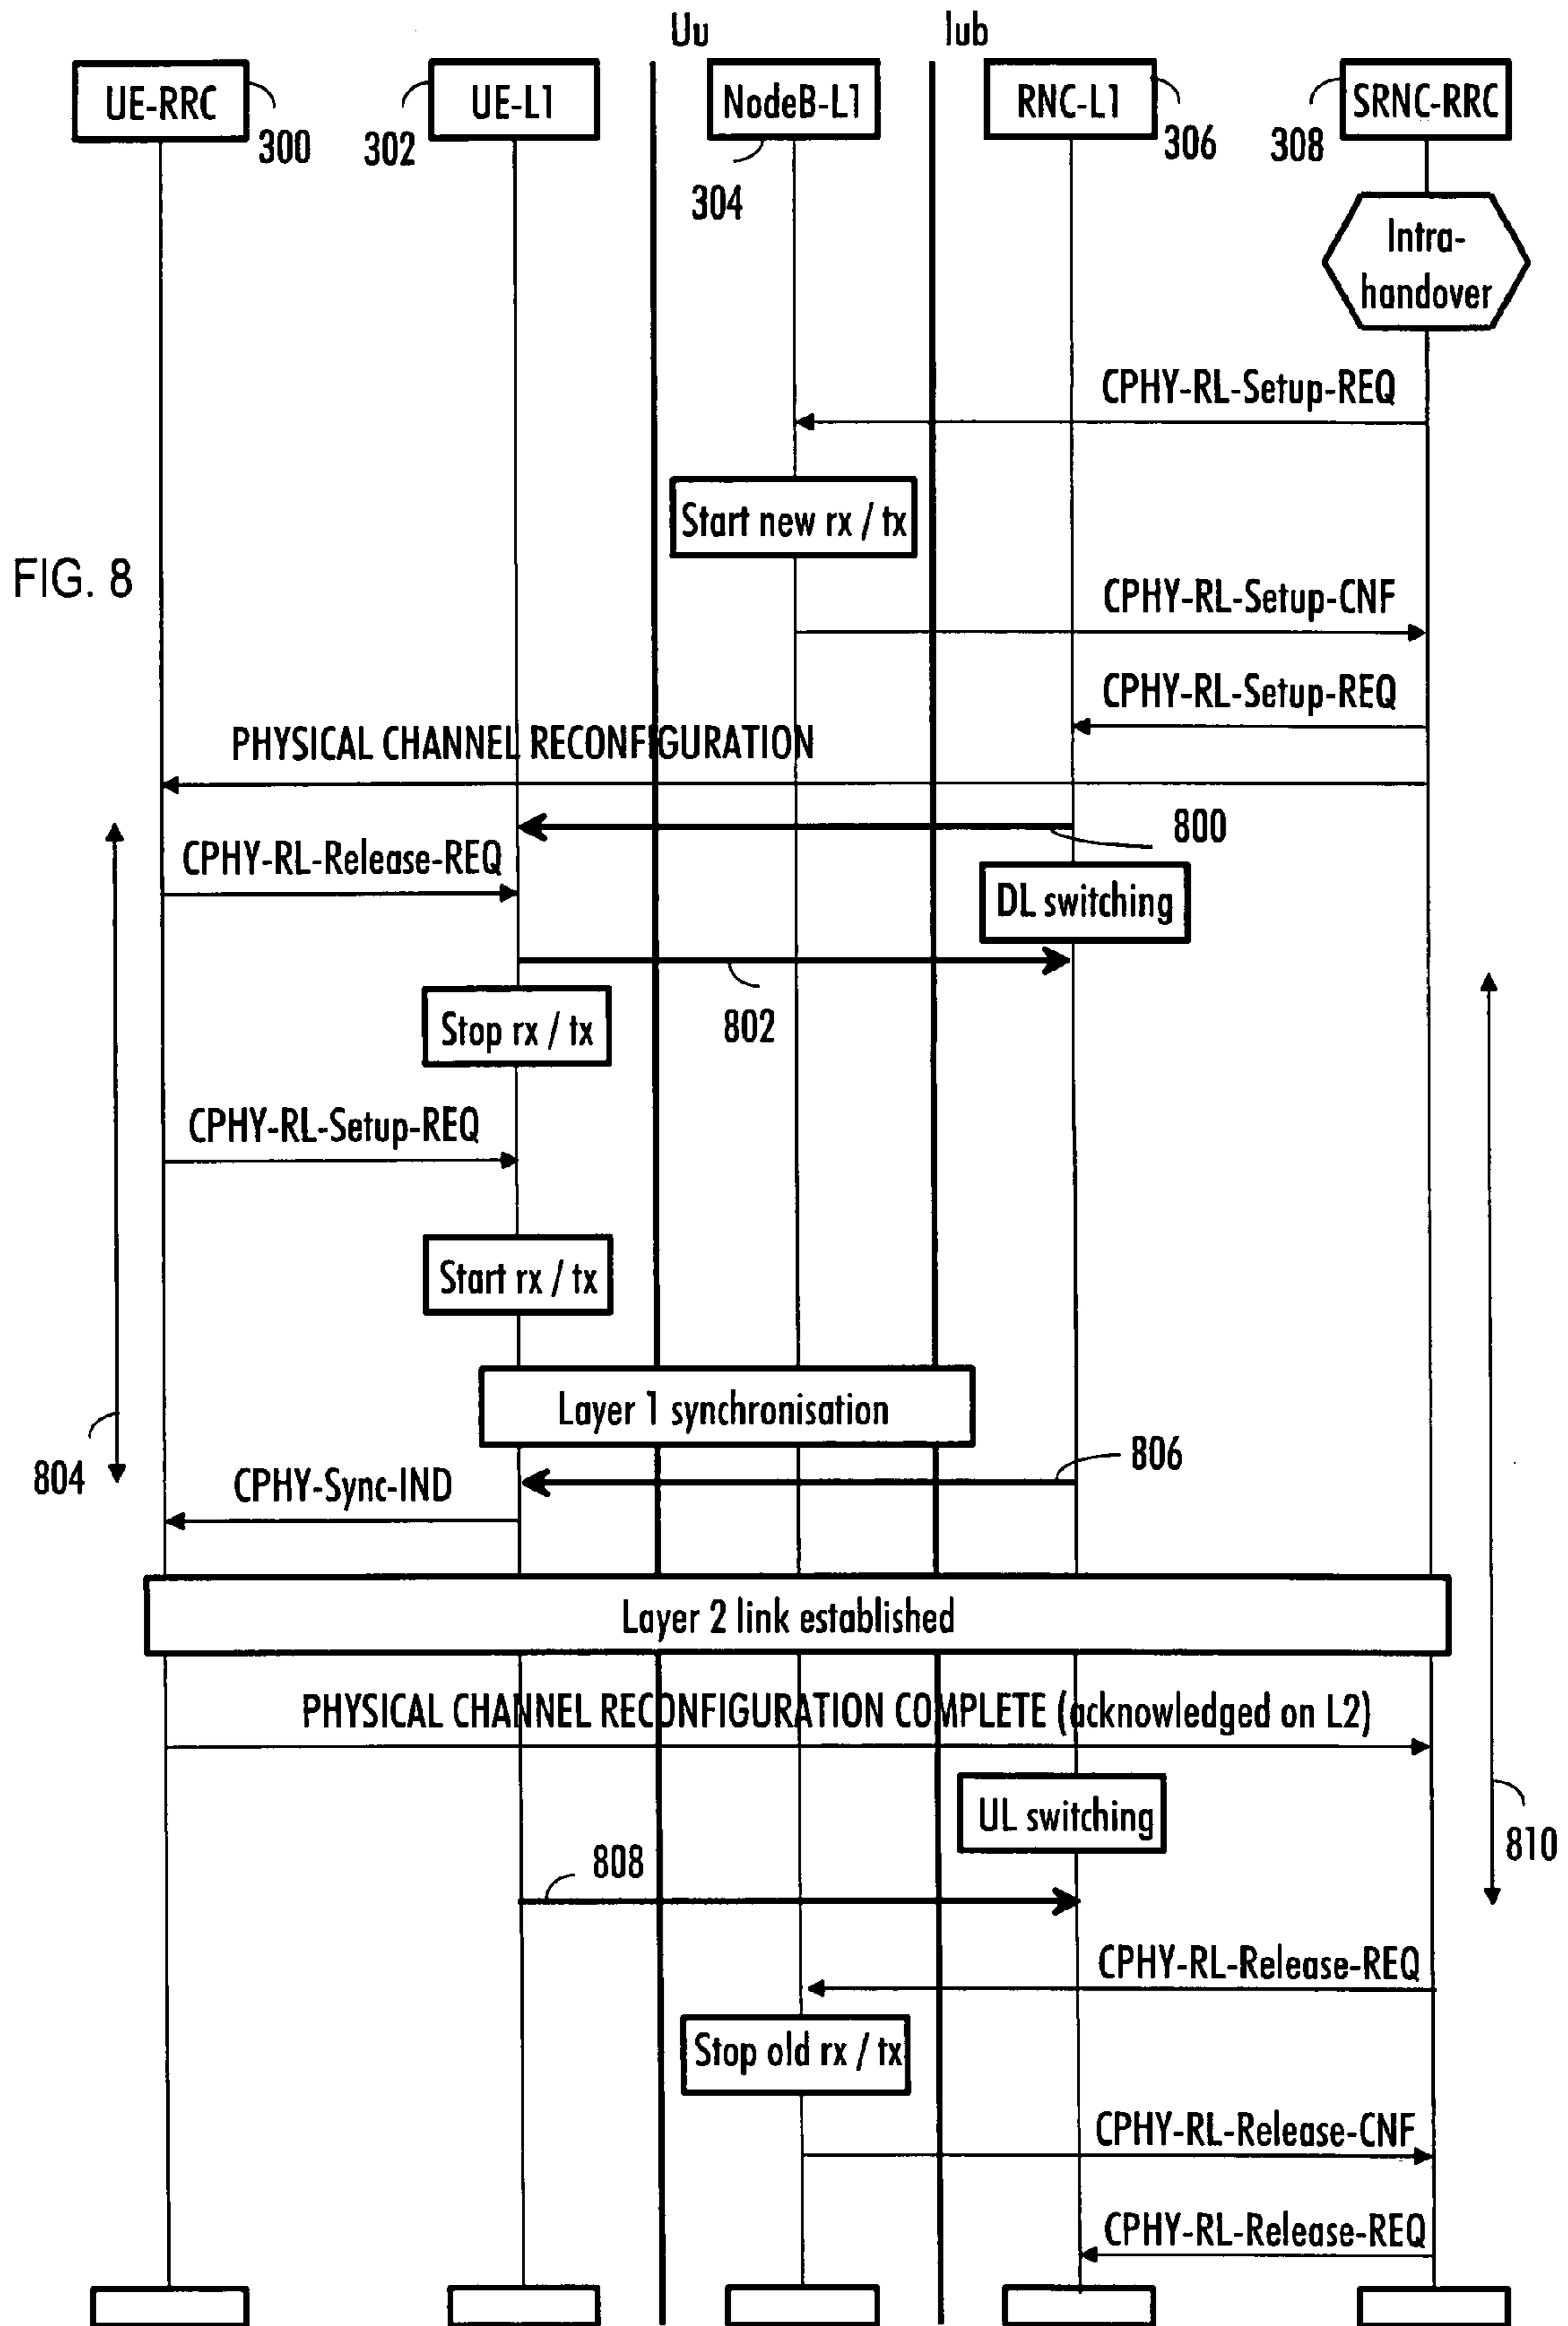 Uu
Iub
UE-RRC
UE-L1
NodeB-L1
RNC-L1
SRNC-RRC
300
302
304
306
308
Intra-
handover
CPHY-RL-Setup-REQ
Start new rx / tx
FIG. 8
CPHY-RL-Setup-CNF
CPHY-RL-Setup-REQ
PHYSICAL CHANNEL RECONFIGURATION
800
CPHY-RL-Release-REQ
DL switching
802
Stop rx / tx
CPHY-RL-Setup-REQ
Start rx / tx
Layer 1 synchronisation
804
806
CPHY-Sync-IND
Layer 2 link established
PHYSICAL CHANNEL RECONFIGURATION COMPLETE (acknowledged on L2)
UL switching
810
808
CPHY-RL-Release-REQ
Stop old rx / tx
CPHY-RL-Release-CNF
CPHY-RL-Release-REQ